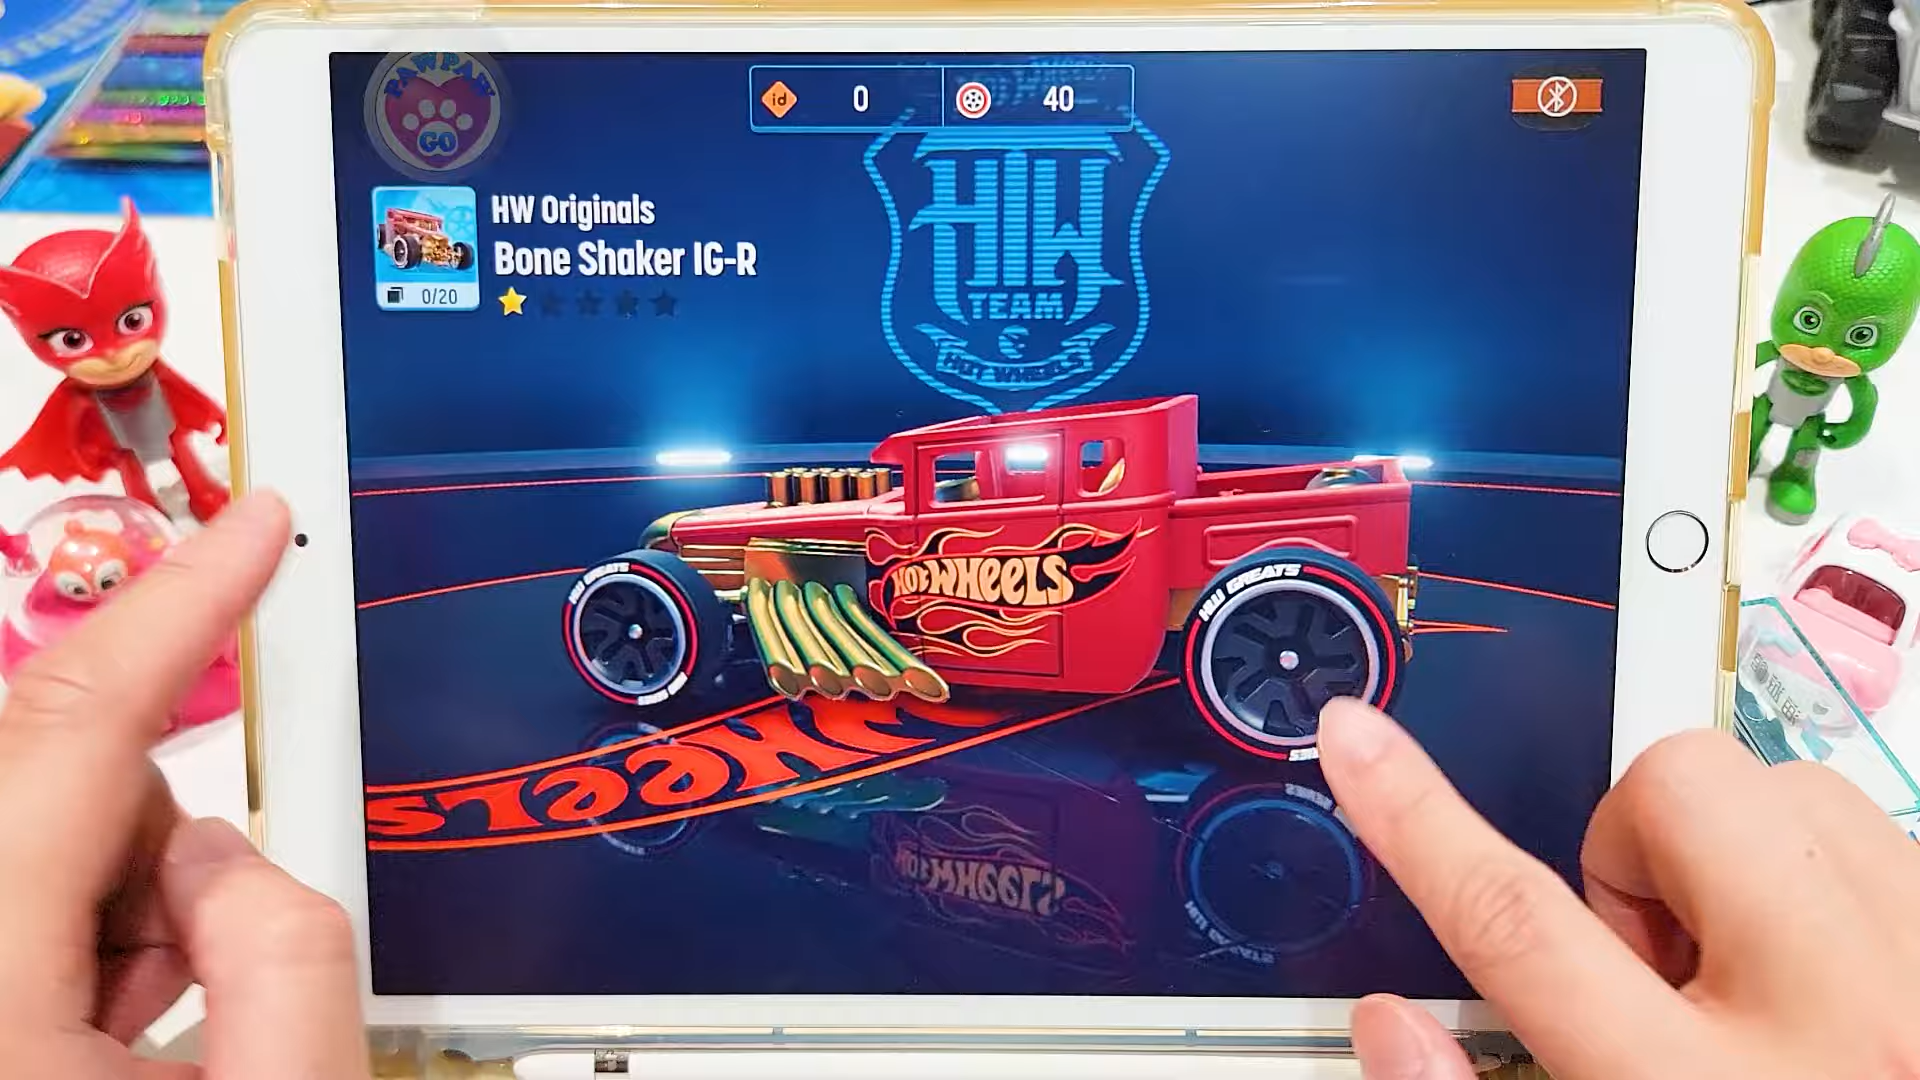 PAWPAW
GO
id 0
40
HW Originals
Bone Shaker IG-R
0/20
HW
TEAM
HOT WHEELS
HOT WHEELS
HW GREATS
HW GREATS
WHEELS